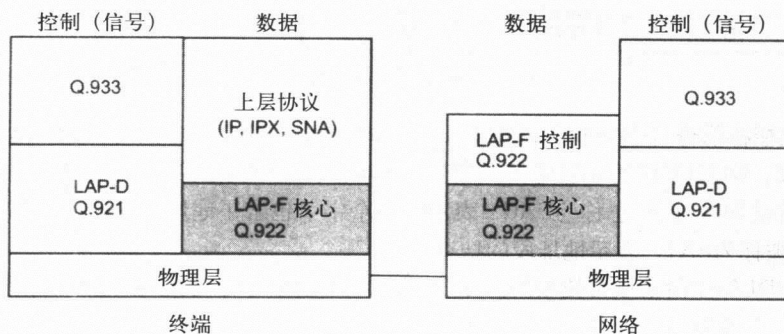 控制（信号）
数据
数据
控制（信号）
Q.933
上层协议
(IP, IPX, SNA)
Q.933
LAP-F 控制
Q.922
LAP-D
Q.921
LAP-F 核心
Q.922
LAP-F 核心
Q.922
LAP-D
Q.921
物理层
物理层
终端
网络